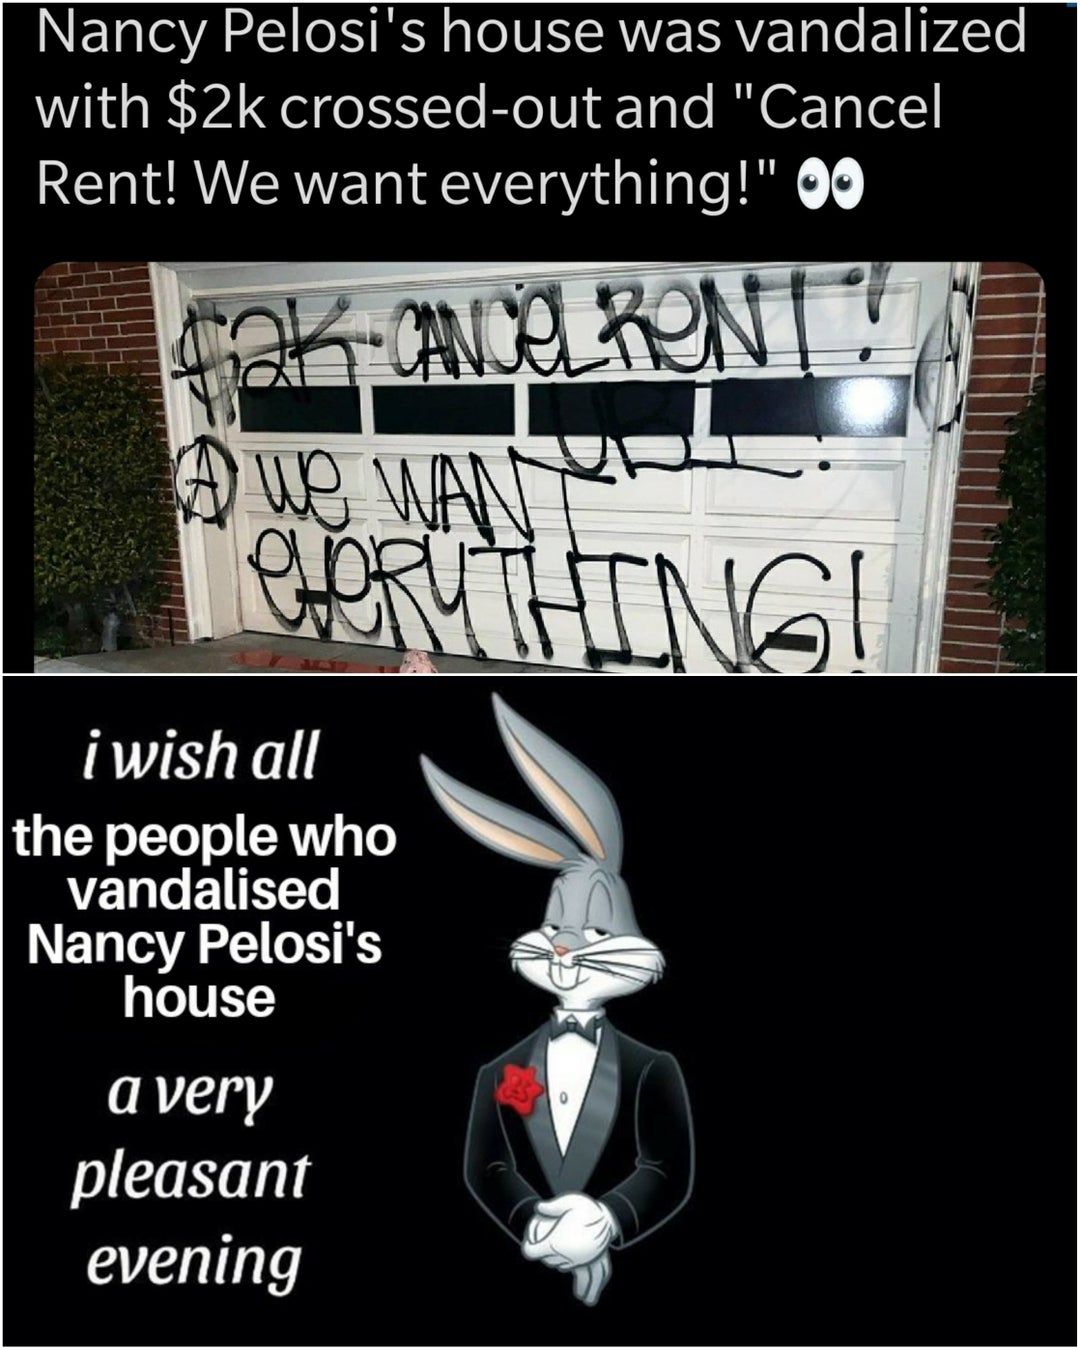 Nancy Pelosi's house was vandalized
with $2k crossed-out and "Cancel
Rent! We want everything!" 👀
$2K CANCEL RENT!
UBI!
Ⓐ WE WANT
EVERYTHING!
i wish all
the people who
vandalised
Nancy Pelosi's
house
a very
pleasant
evening